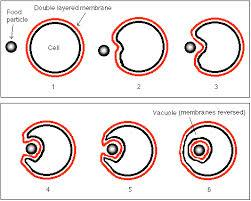 Food
particle
Double layered membrane
Cell
1
2
3
Vacuole (membranes reversed)
4
5
6